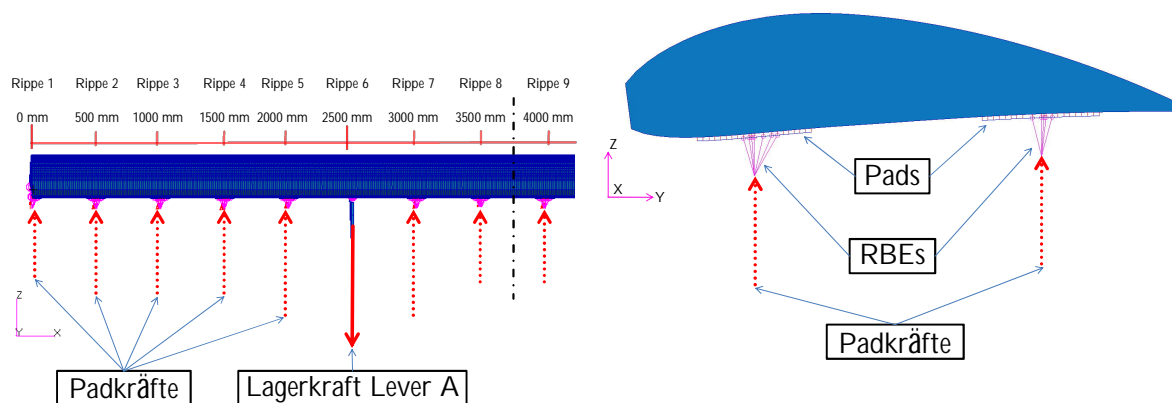 Rippe 1 Rippe 2 Rippe 3 Rippe 4 Rippe 5 Rippe 6 Rippe 7 Rippe 8 Rippe 9
0 mm 500 mm 1000 mm 1500 mm 2000 mm 2500 mm 3000 mm 3500 mm 4000 mm
Z
Y X
Padkräfte
Lagerkraft Lever A
Z
X Y
Pads
RBEs
Padkräfte